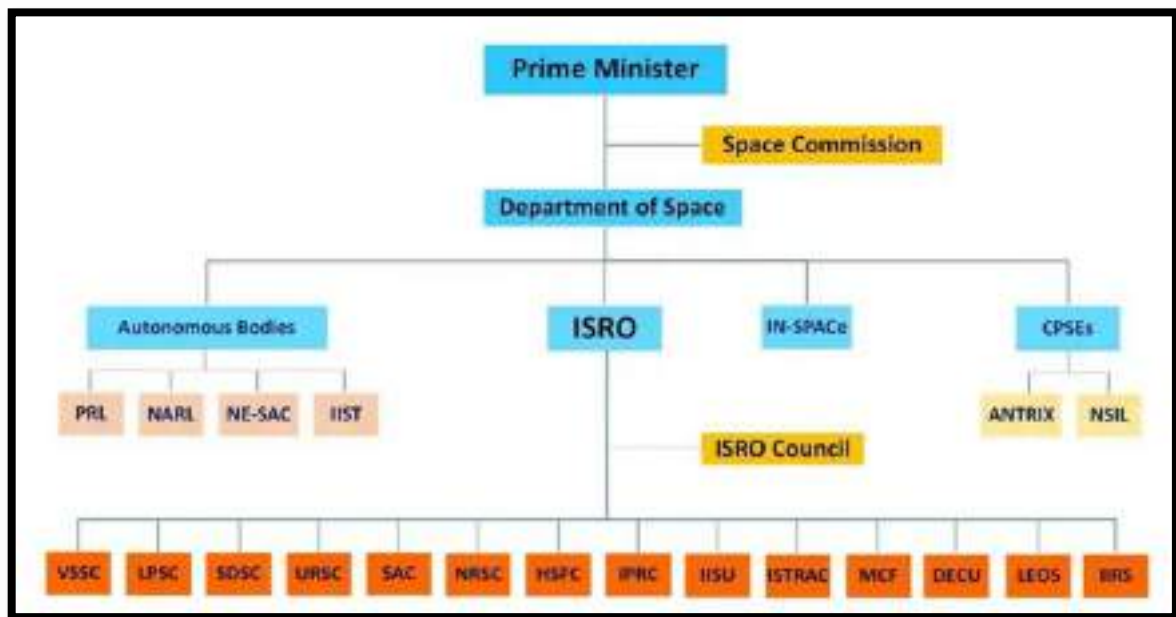 Prime Minister
Space Commission
Department of Space
Autonomous Bodies
ISRO
IN-SPACe
CPSEs
PRL
NARL
NE-SAC
IIST
ANTRIX
NSIL
ISRO Council
VSSC
LPSC
SDSC
URSC
SAC
NRSC
HSFC
IPRC
IISU
ISTRAC
MCF
DECU
LEOS
IIRS